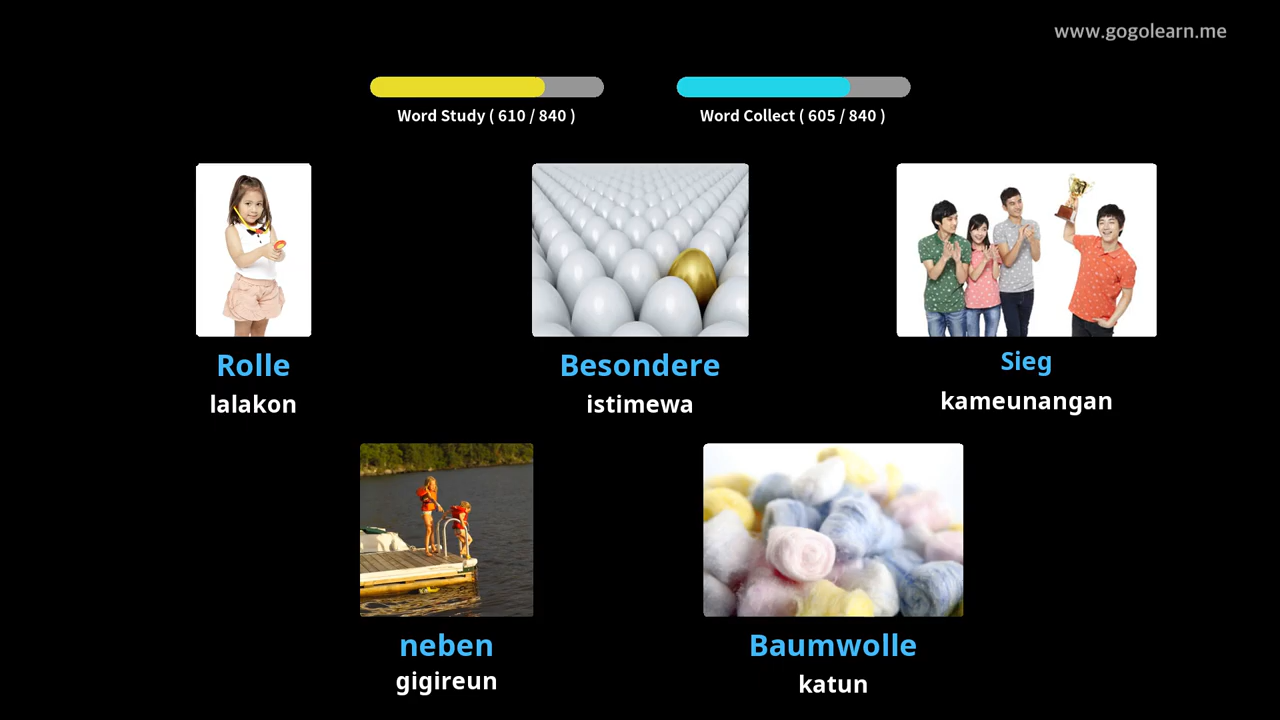 www.gogolearn.me
Word Study ( 610 / 840 )
Word Collect ( 605 / 840 )
Rolle
lalakon
Besondere
istimewa
Sieg
kameunangan
neben
gigireun
Baumwolle
katun